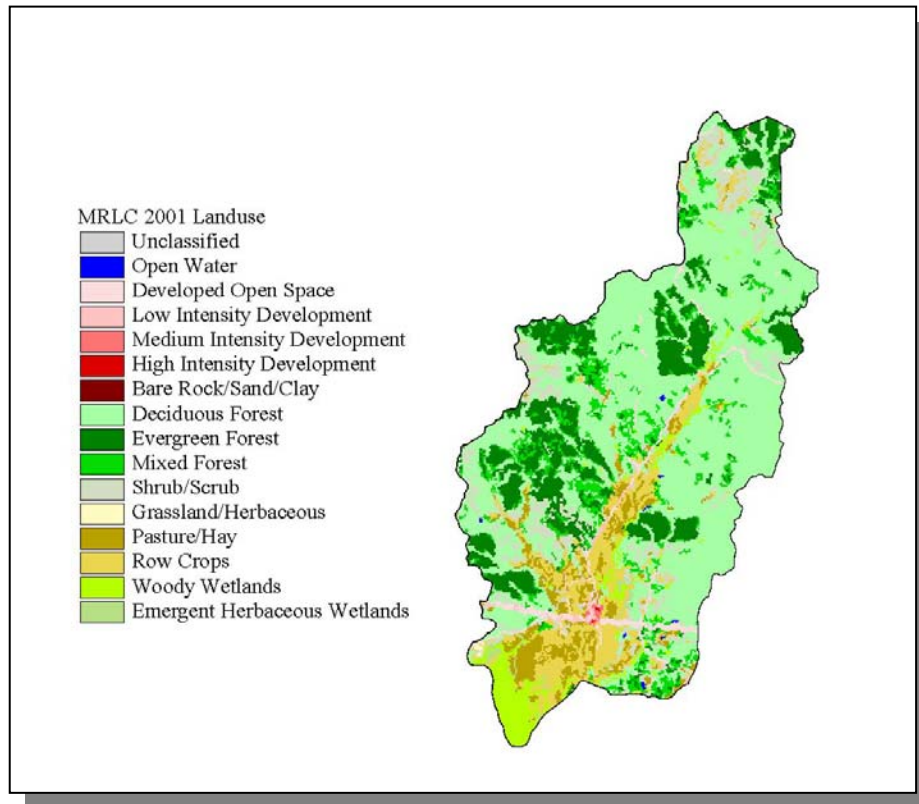 MRLC 2001 Landuse
Unclassified
Open Water
Developed Open Space
Low Intensity Development
Medium Intensity Development
High Intensity Development
Bare Rock/Sand/Clay
Deciduous Forest
Evergreen Forest
Mixed Forest
Shrub/Scrub
Grassland/Herbaceous
Pasture/Hay
Row Crops
Woody Wetlands
Emergent Herbaceous Wetlands